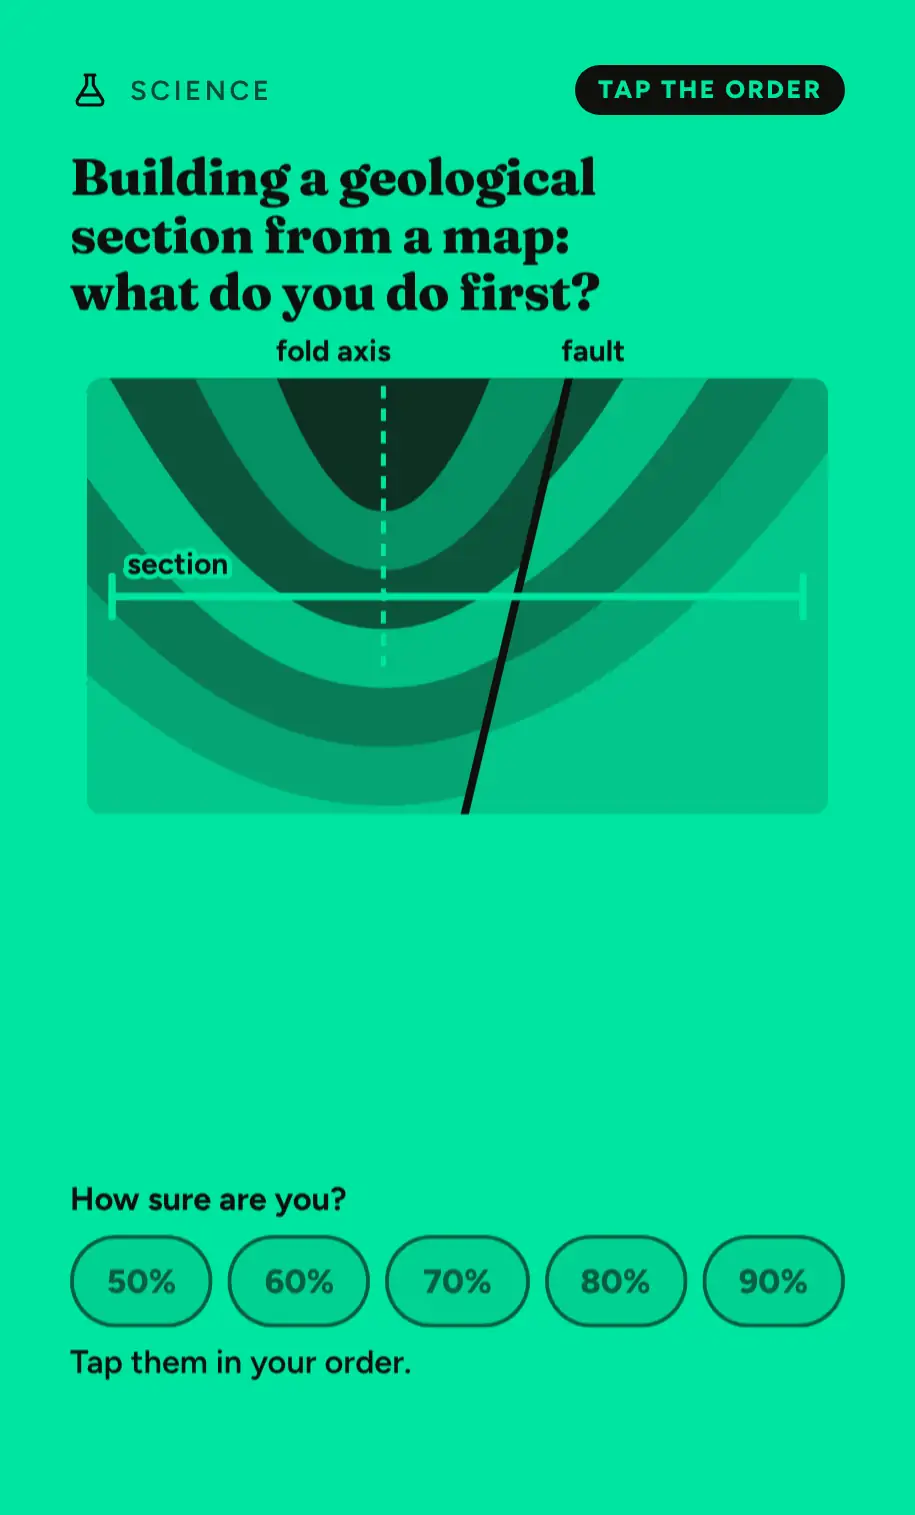 SCIENCE
TAP THE ORDER
Building a geological
section from a map:
what do you do first?
fold axis
fault
section
How sure are you?
50%
60%
70%
80%
90%
Tap them in your order.